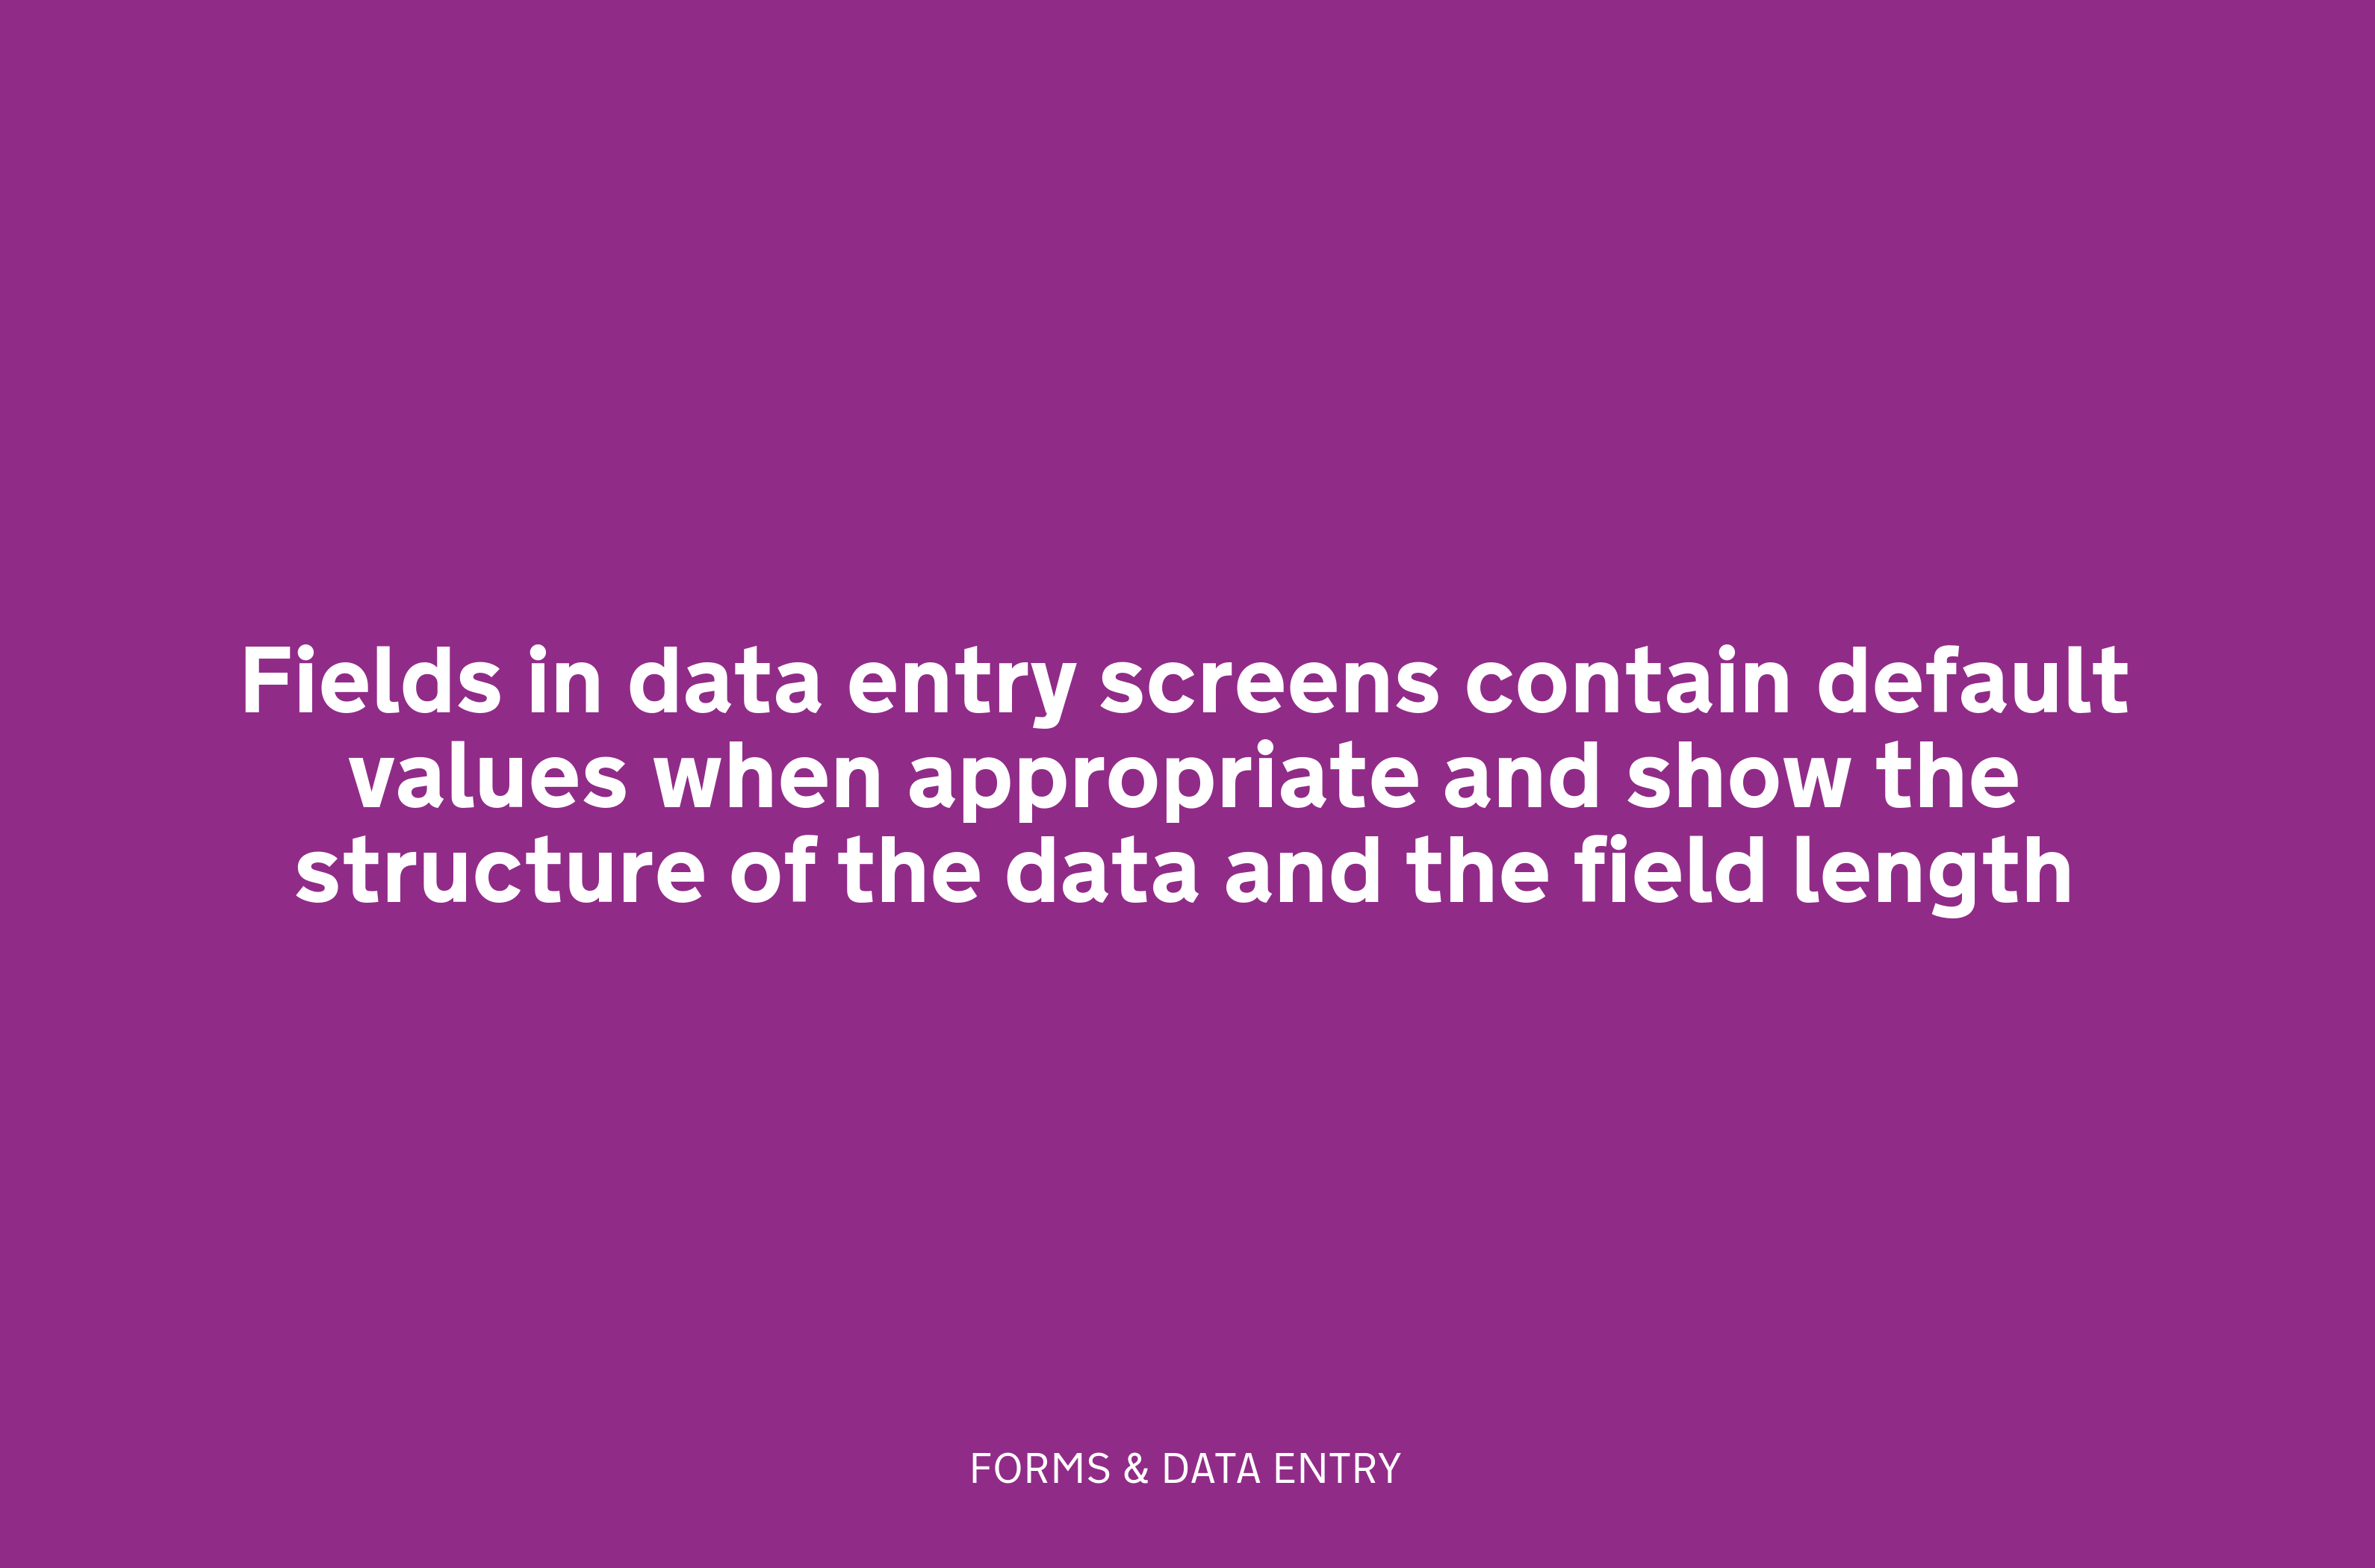 Fields in data entry screens contain default
values when appropriate and show the
structure of the data and the field length
FORMS & DATA ENTRY